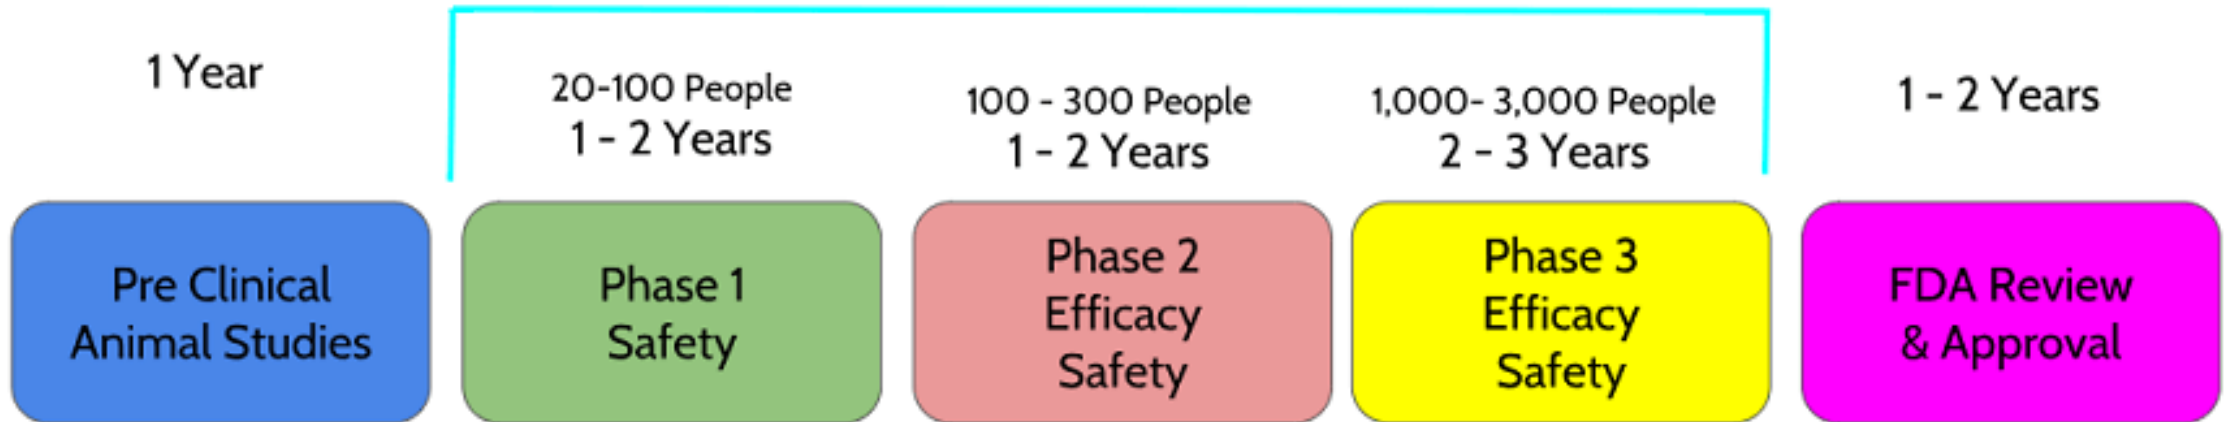 1 Year
20-100 People
1 - 2 Years
100 - 300 People
1 - 2 Years
1,000- 3,000 People
2 - 3 Years
1 - 2 Years
Pre Clinical
Animal Studies
Phase 1
Safety
Phase 2
Efficacy
Safety
Phase 3
Efficacy
Safety
FDA Review
& Approval